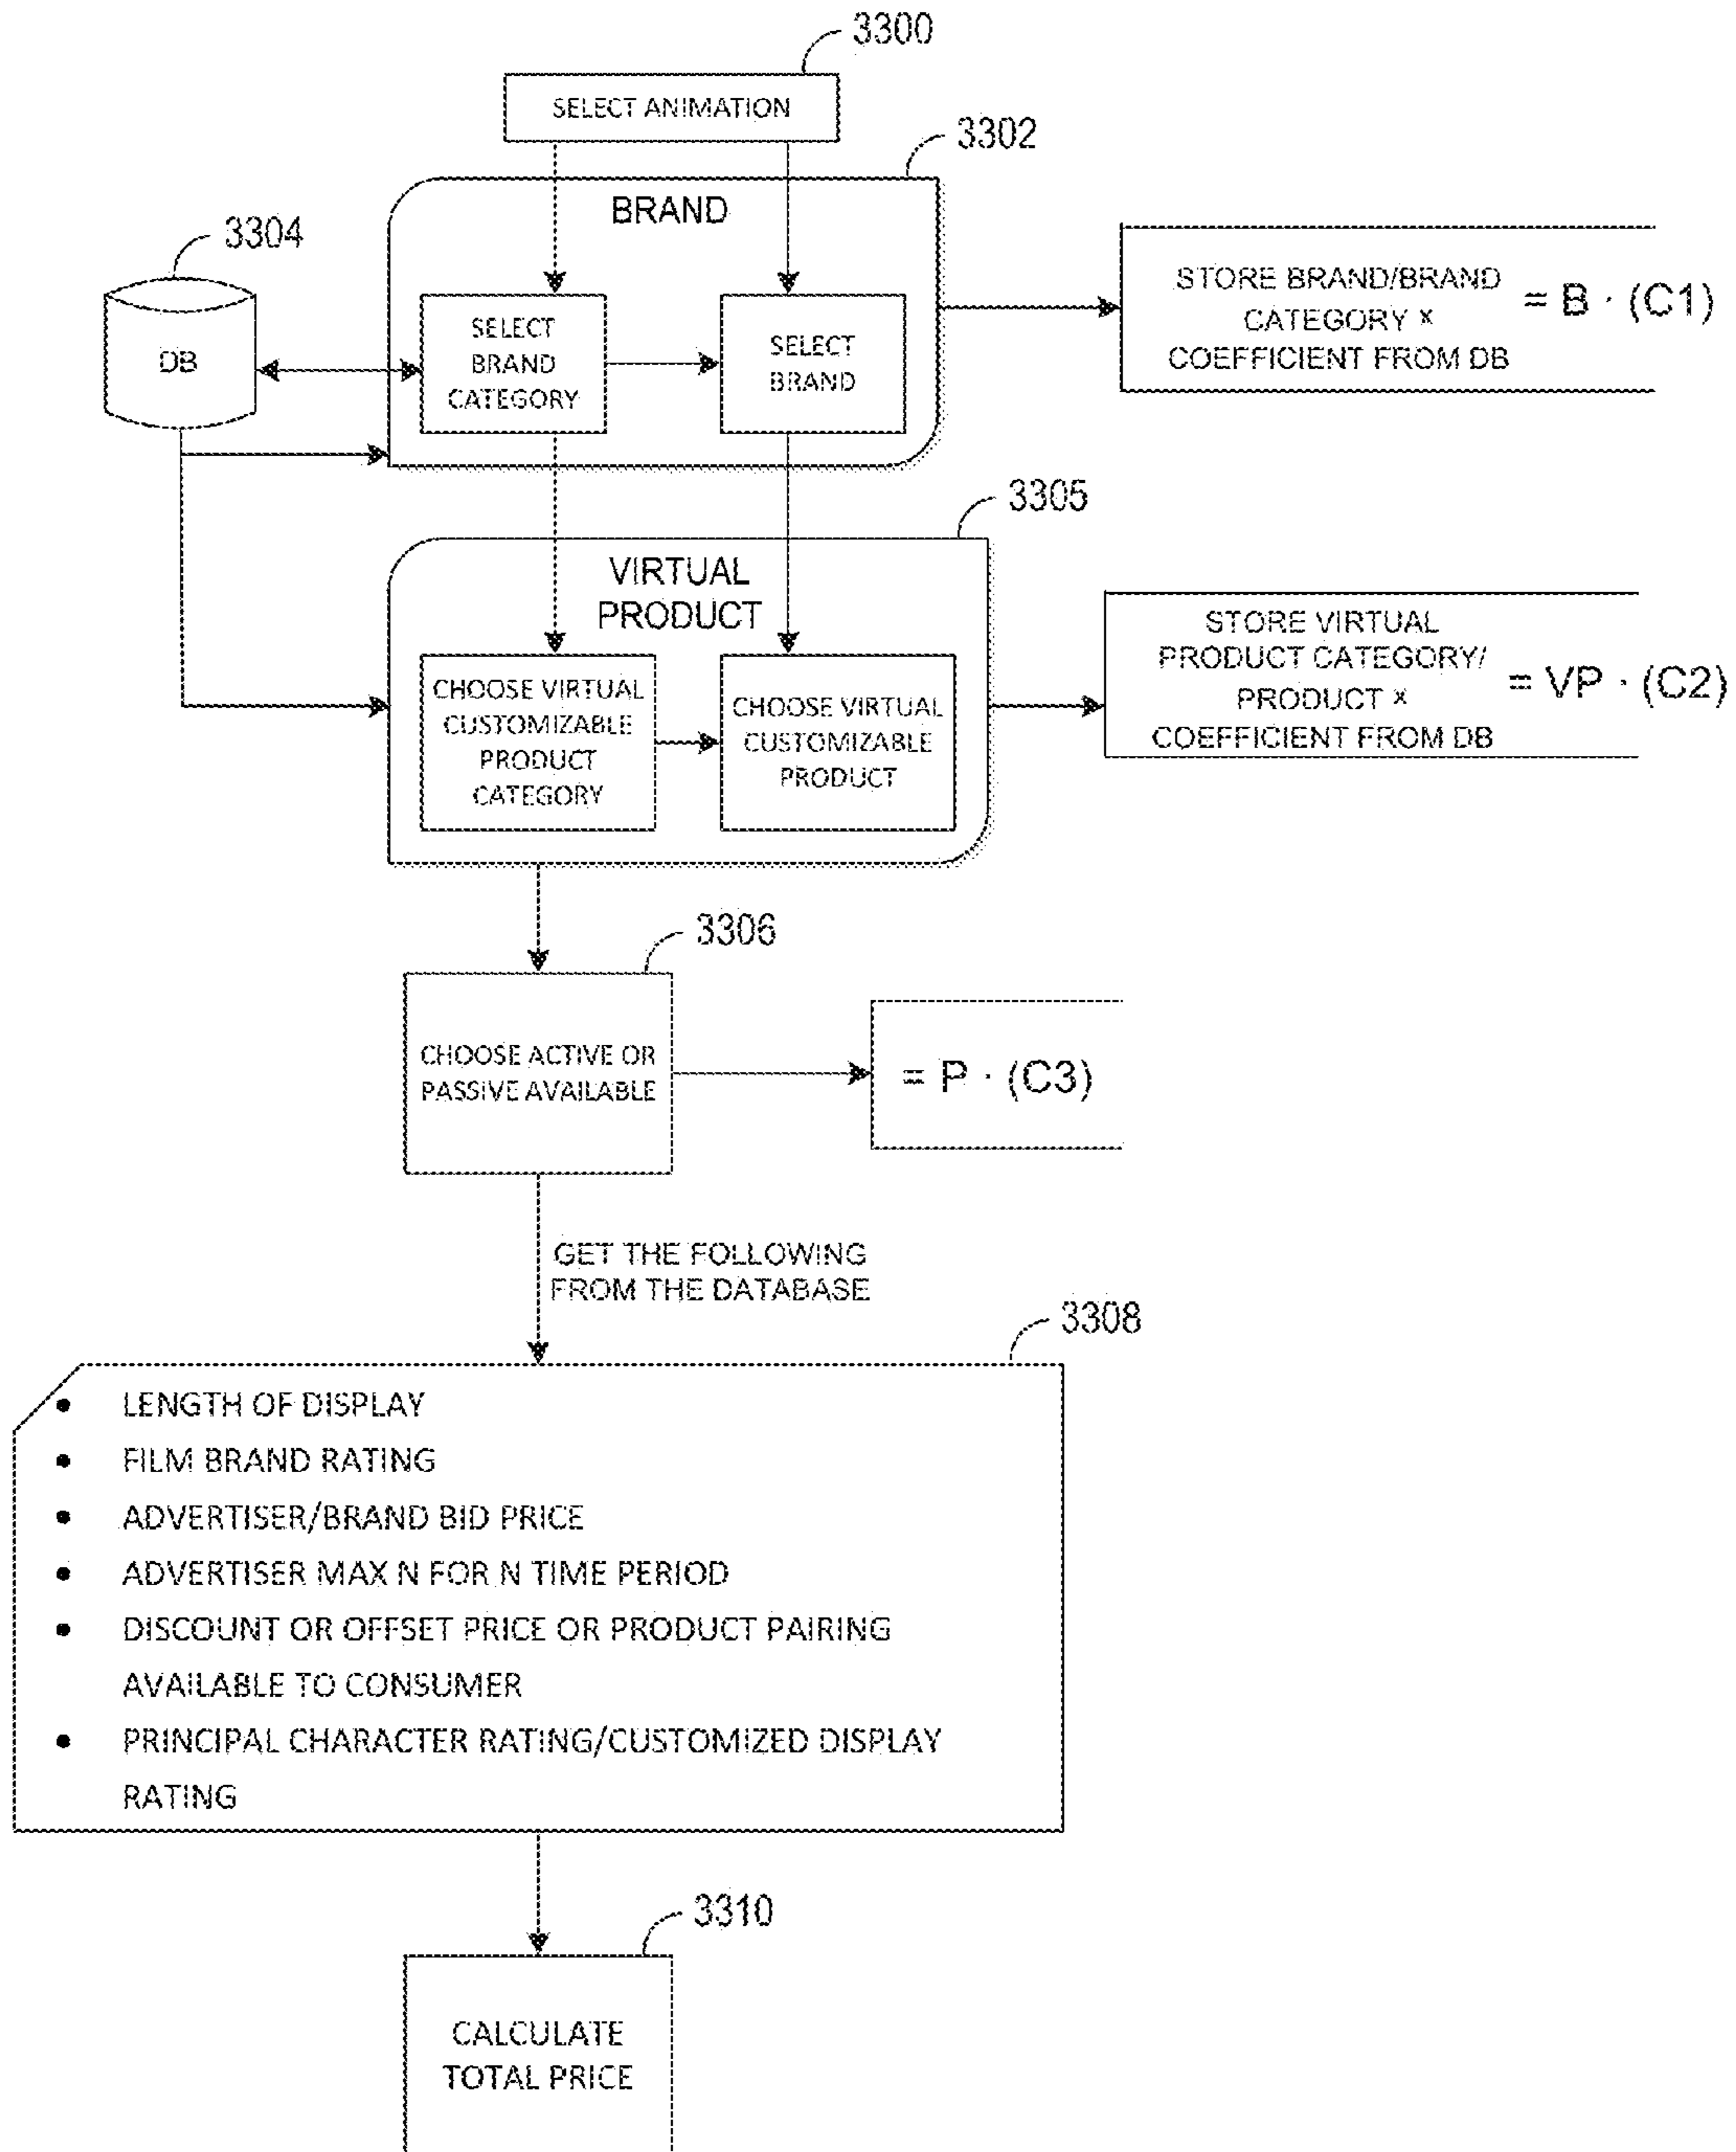 3300
SELECT ANIMATION
3302
BRAND
3304
DB
SELECT
BRAND
CATEGORY
SELECT
BRAND
STORE BRAND/BRAND
CATEGORY x
COEFFICIENT FROM DB
= B · (C1)
3305
VIRTUAL
PRODUCT
CHOOSE VIRTUAL
CUSTOMIZABLE
PRODUCT
CATEGORY
CHOOSE VIRTUAL
CUSTOMIZABLE
PRODUCT
STORE VIRTUAL
PRODUCT CATEGORY/
PRODUCT x
COEFFICIENT FROM DB
= VP · (C2)
3306
CHOOSE ACTIVE OR
PASSIVE AVAILABLE
= P · (C3)
GET THE FOLLOWING
FROM THE DATABASE
3308
• LENGTH OF DISPLAY
• FILM BRAND RATING
• ADVERTISER/BRAND BID PRICE
• ADVERTISER MAX N FOR N TIME PERIOD
• DISCOUNT OR OFFSET PRICE OR PRODUCT PAIRING
AVAILABLE TO CONSUMER
• PRINCIPAL CHARACTER RATING/CUSTOMIZED DISPLAY
RATING
3310
CALCULATE
TOTAL PRICE